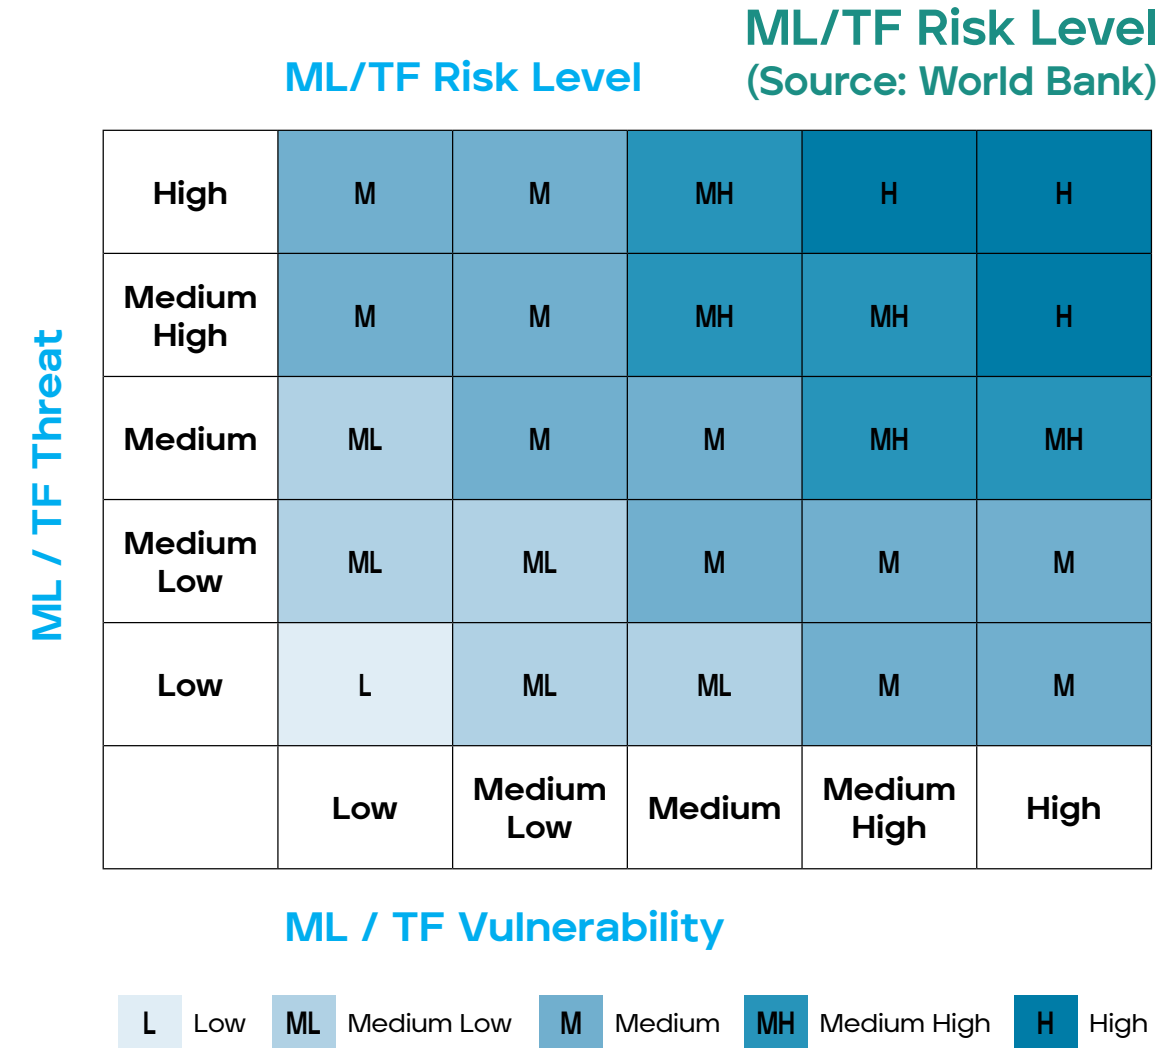 ML/TF Risk Level
(Source: World Bank)
ML/TF Risk Level
ML / TF Threat
High M M MH H H
Medium
High M M MH MH H
Medium ML M M MH MH
Medium
Low ML ML M M M
Low L ML ML M M
Low Medium Low Medium Medium High High
ML / TF Vulnerability
L Low ML Medium Low M Medium MH Medium High H High